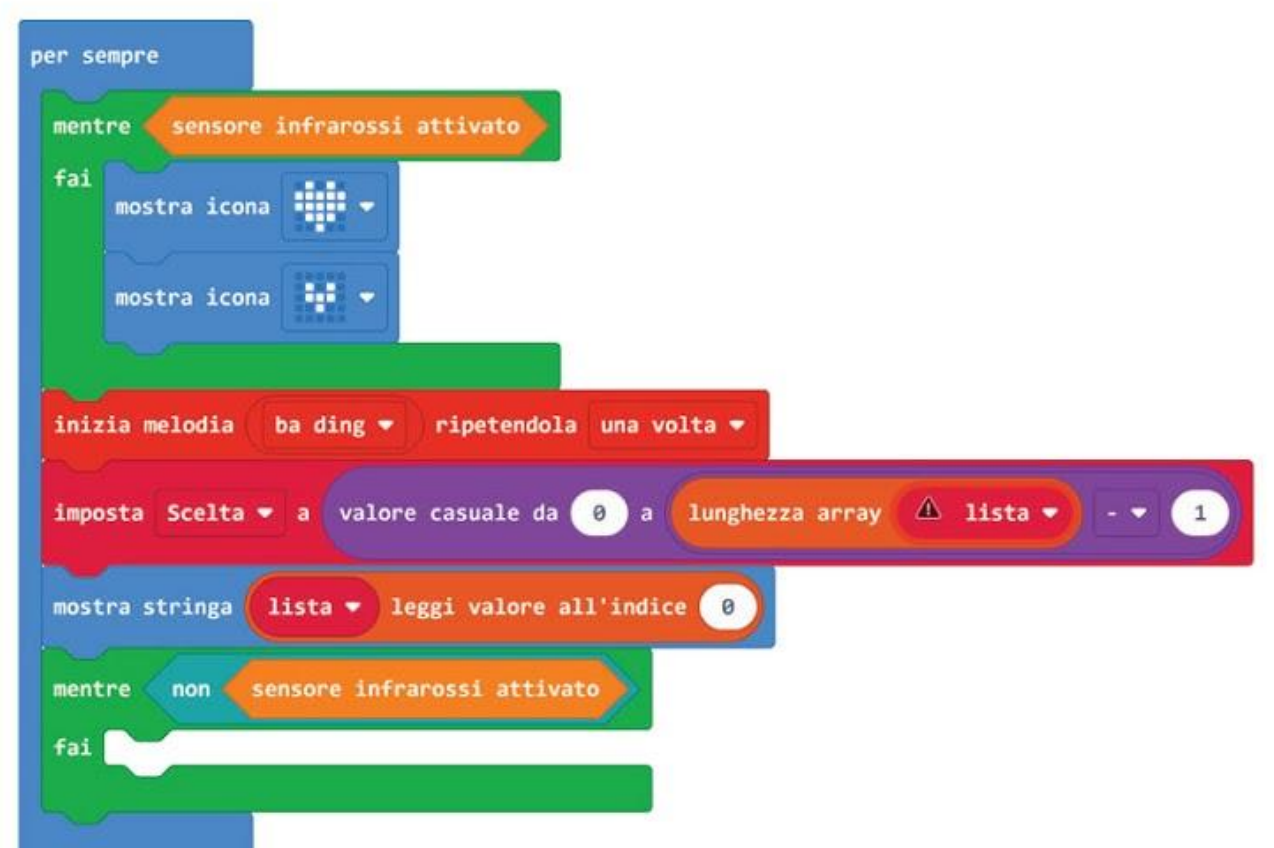 per sempre
mentre sensore infrarossi attivato
fai
mostra icona
mostra icona
inizia melodia ba ding ripetendola una volta
imposta Scelta a valore casuale da 0 a lunghezza array lista - 1
mostra stringa lista leggi valore all'indice 0
mentre non sensore infrarossi attivato
fai